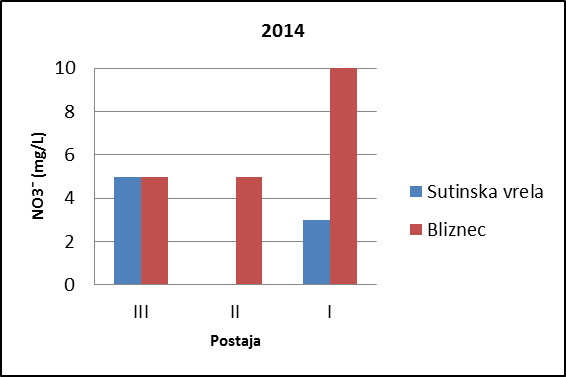 2014
NO3¯ (mg/L)
10
8
6
4
2
0
III
II
I
Postaja
Sutinska vrela
Bliznec